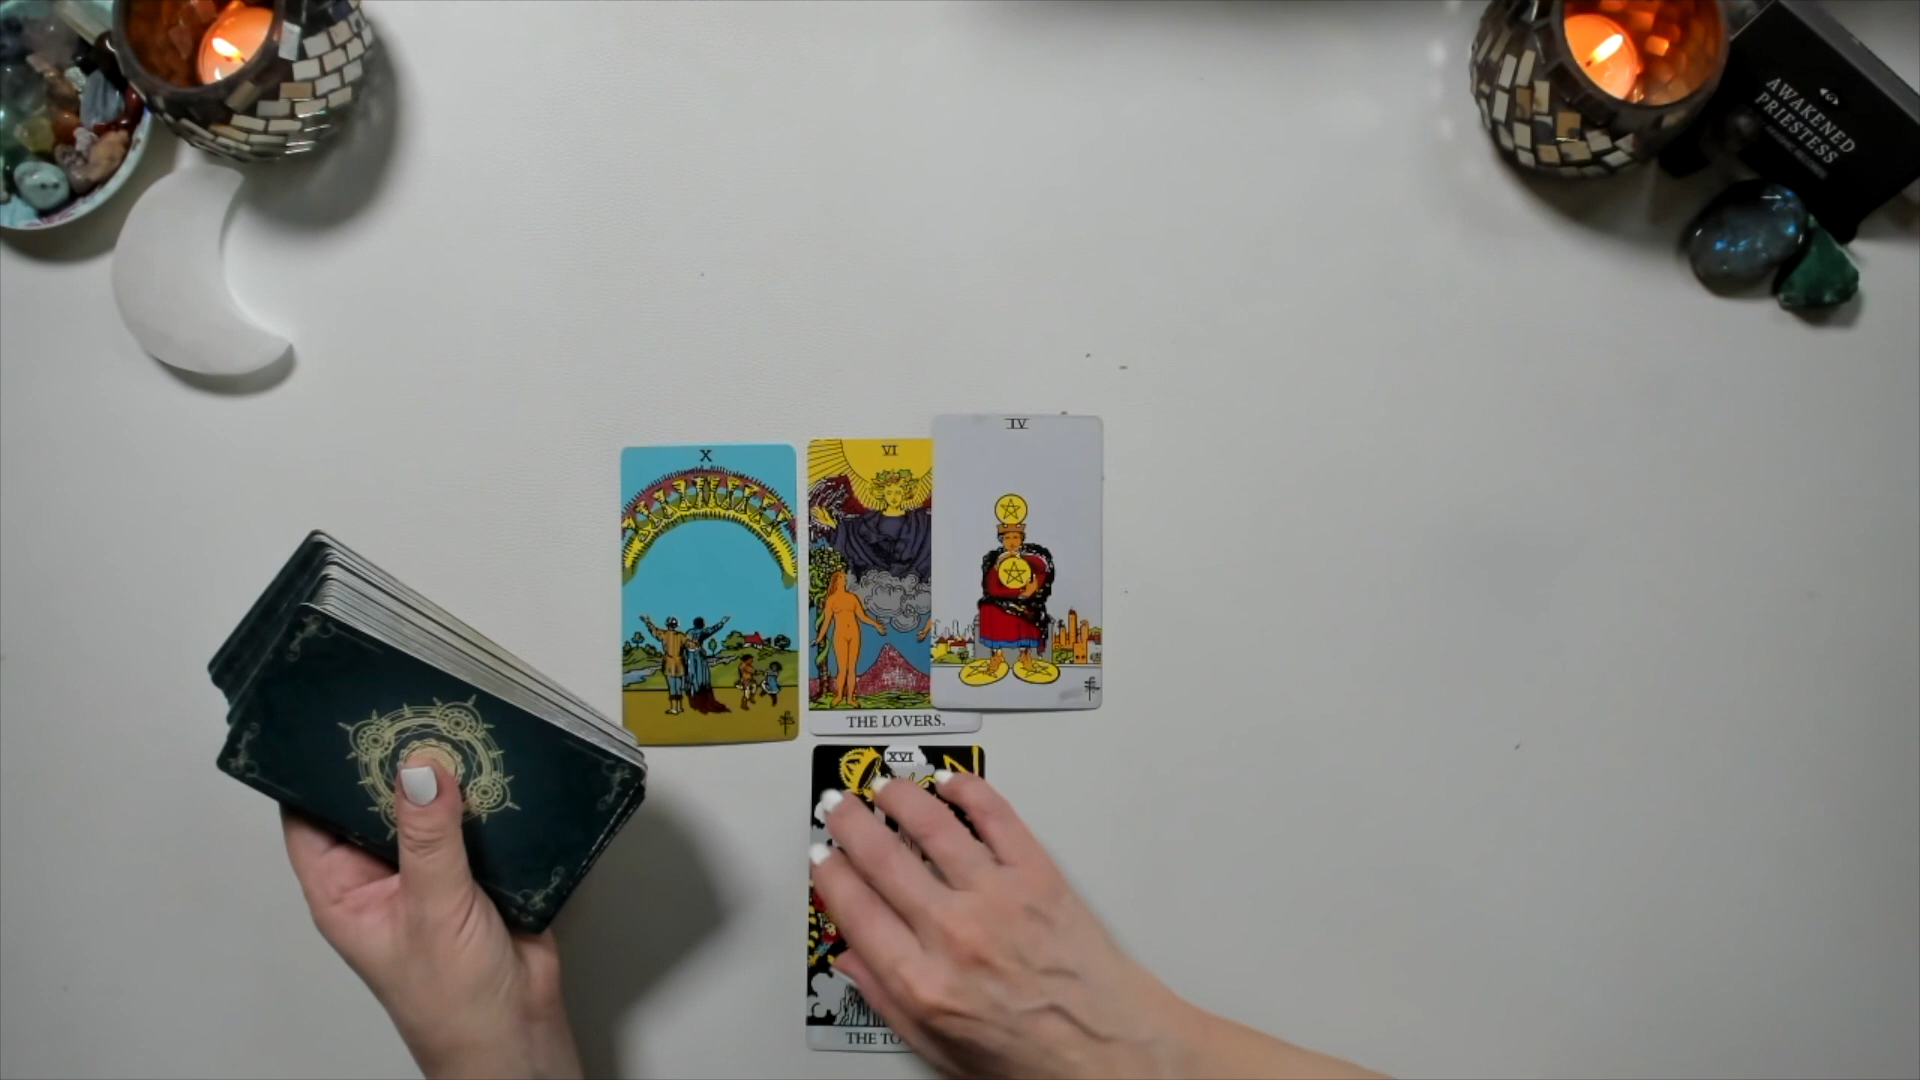 AWAKENED
PRIESTESS
X
VI
IV
THE LOVERS.
XVI
THE TO